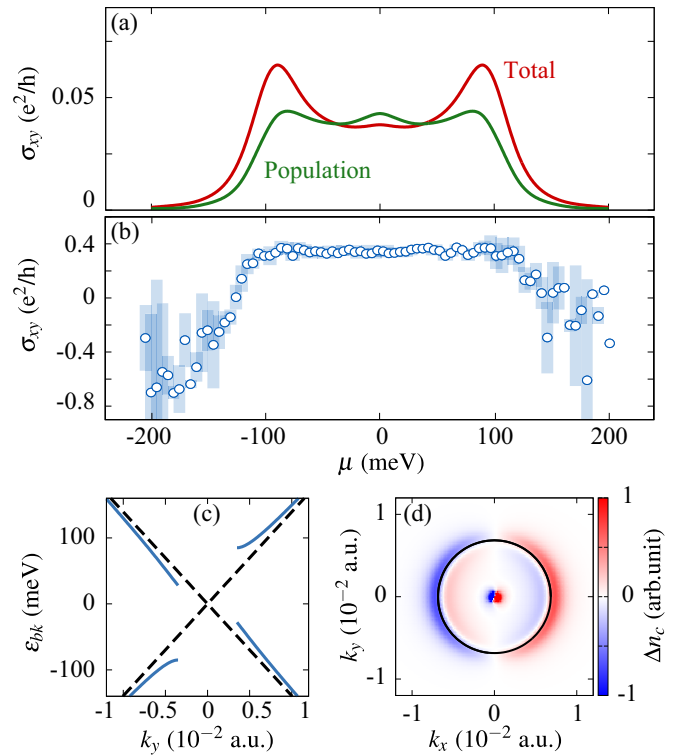 (a)
Total
Population
σxy (e²/h)
0.05
0
(b)
σxy (e²/h)
0.4
0
-0.4
-0.8
-200 -100 0 100 200
μ (meV)
(c)
εbk (meV)
100
0
-100
-1 -0.5 0 0.5 1
ky (10⁻² a.u.)
(d)
ky (10⁻² a.u.)
1
0
-1
-1 0 1
kx (10⁻² a.u.)
1
0
-1
Δnc (arb.unit)